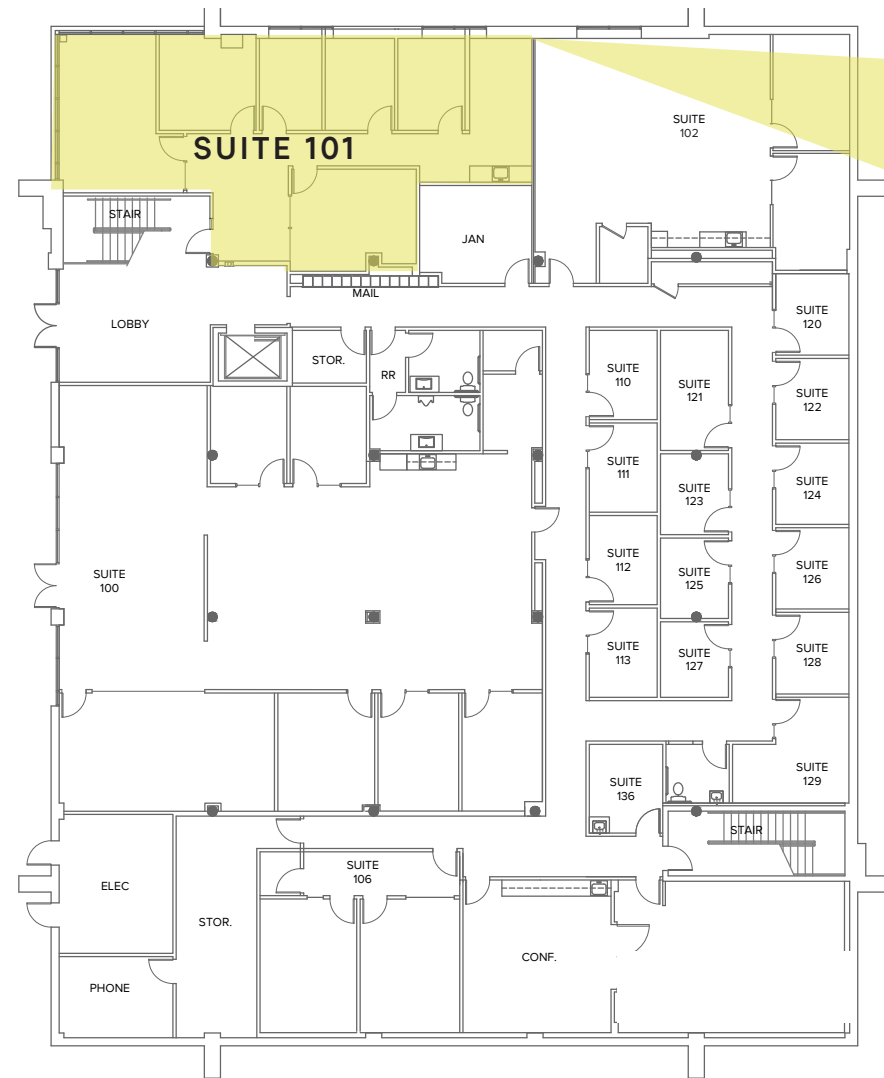 SUITE
102
SUITE 101
STAIR
JAN
MAIL
LOBBY
STOR.
RR
SUITE
120
SUITE
110
SUITE
121
SUITE
122
SUITE
111
SUITE
123
SUITE
124
SUITE
100
SUITE
112
SUITE
125
SUITE
126
SUITE
113
SUITE
127
SUITE
128
SUITE
129
SUITE
136
STAIR
SUITE
106
ELEC
STOR.
CONF.
PHONE